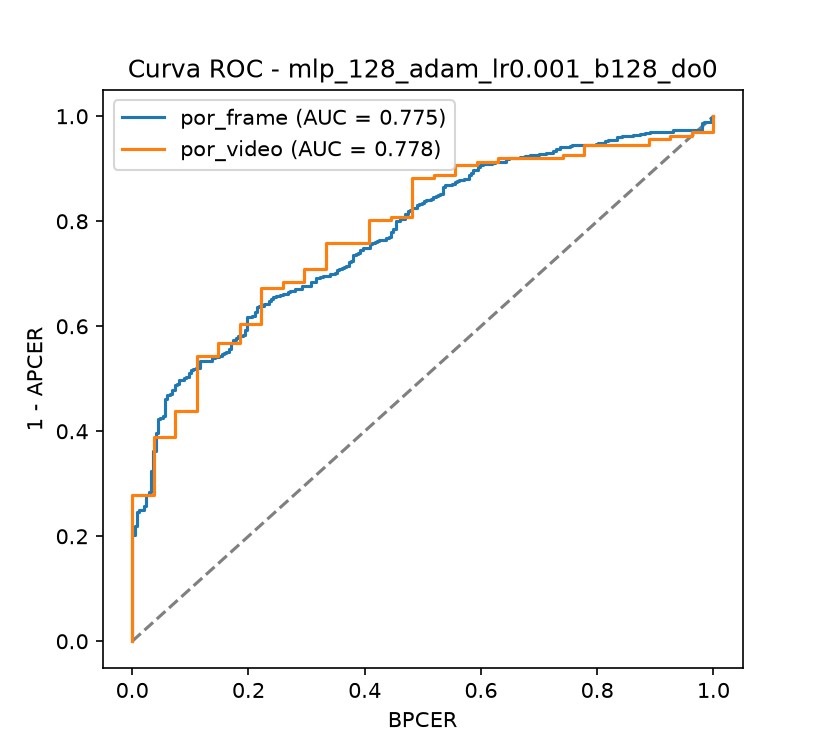 Curva ROC - mlp_128_adam_lr0.001_b128_do0
por_frame (AUC = 0.775)
por_video (AUC = 0.778)
1.0
0.8
0.6
0.4
0.2
0.0
1 - APCER
0.0 0.2 0.4 0.6 0.8 1.0
BPCER